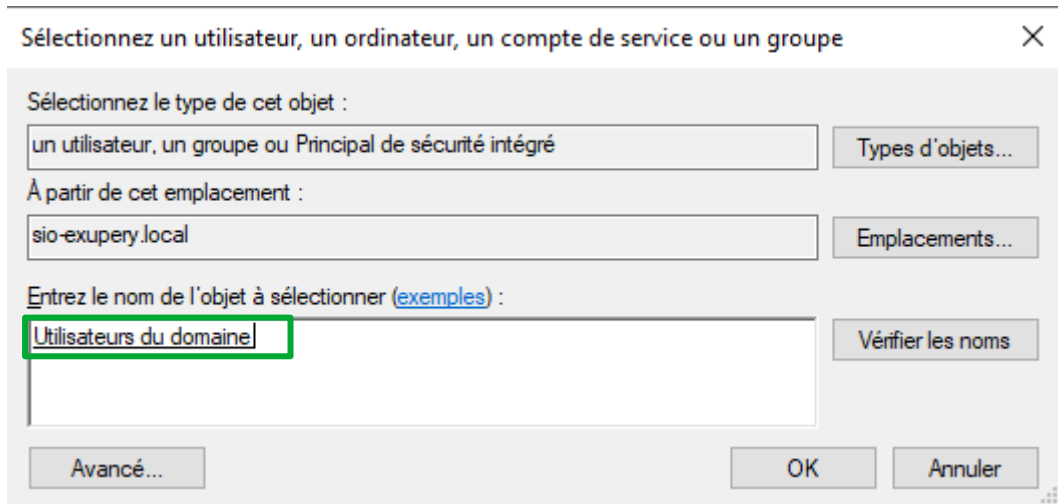 Sélectionnez un utilisateur, un ordinateur, un compte de service ou un groupe
Sélectionnez le type de cet objet :
un utilisateur, un groupe ou Principal de sécurité intégré
Types d'objets...
À partir de cet emplacement :
sio-exupery.local
Emplacements...
Entrez le nom de l'objet à sélectionner (exemples) :
Utilisateurs du domaine
Vérifier les noms
Avancé...
OK
Annuler